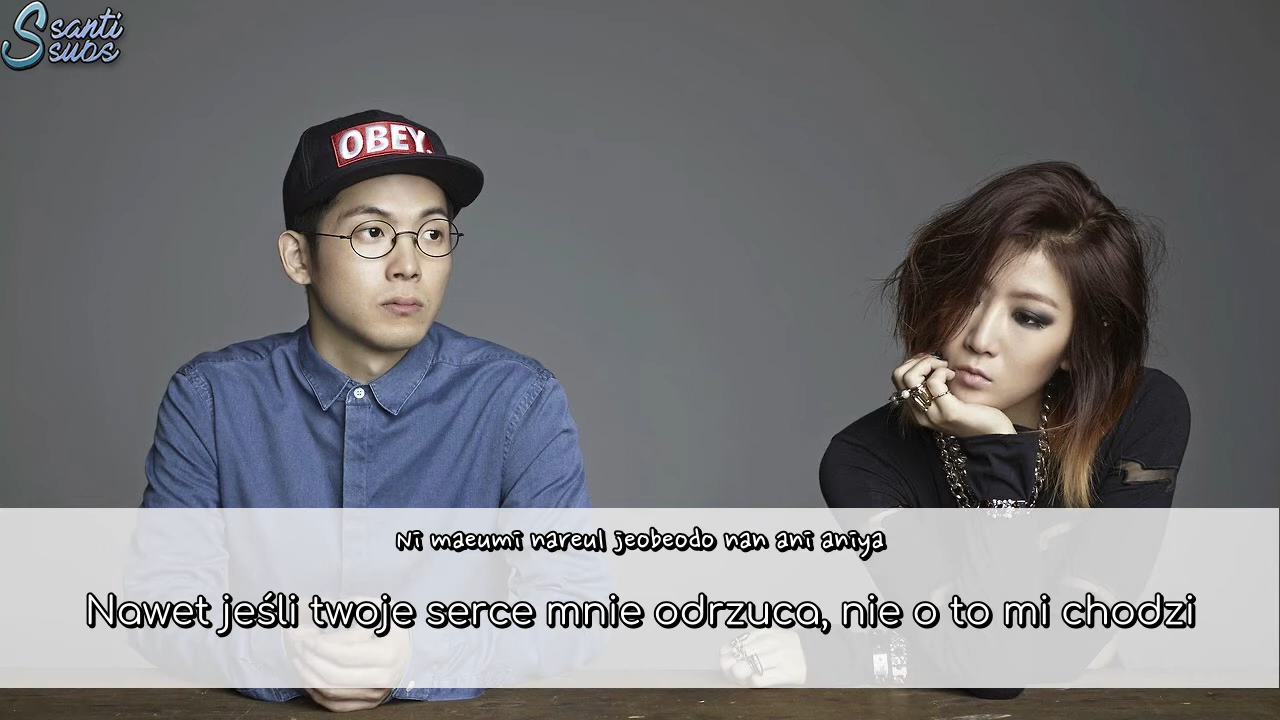 Ssanti
subs
OBEY.
Ni maeumi nareul jeobeodo nan ani aniya
Nawet jeśli twoje serce mnie odrzuca, nie o to mi chodzi